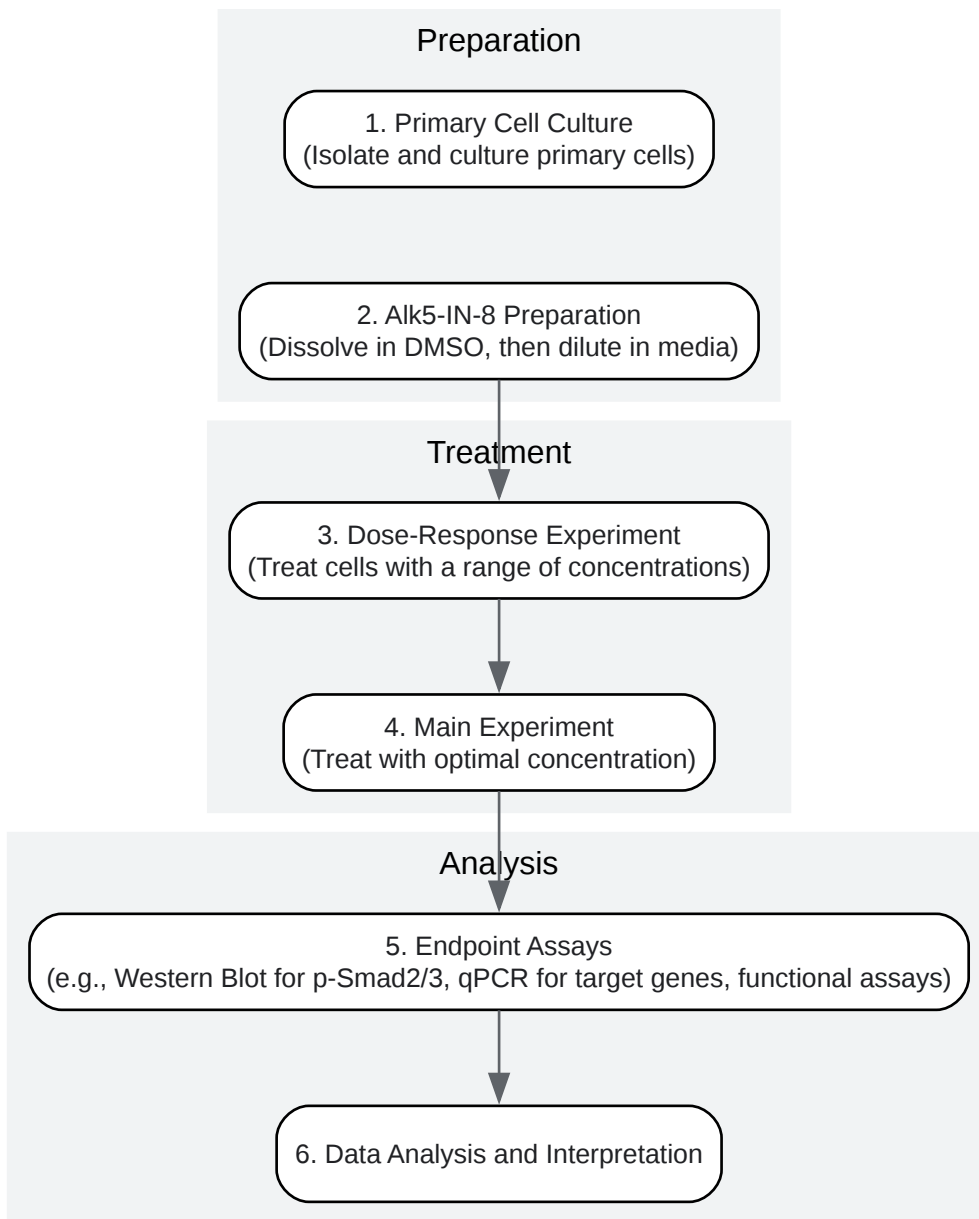 Preparation
1. Primary Cell Culture
(Isolate and culture primary cells)
2. Alk5-IN-8 Preparation
(Dissolve in DMSO, then dilute in media)
Treatment
3. Dose-Response Experiment
(Treat cells with a range of concentrations)
4. Main Experiment
(Treat with optimal concentration)
Analysis
5. Endpoint Assays
(e.g., Western Blot for p-Smad2/3, qPCR for target genes, functional assays)
6. Data Analysis and Interpretation